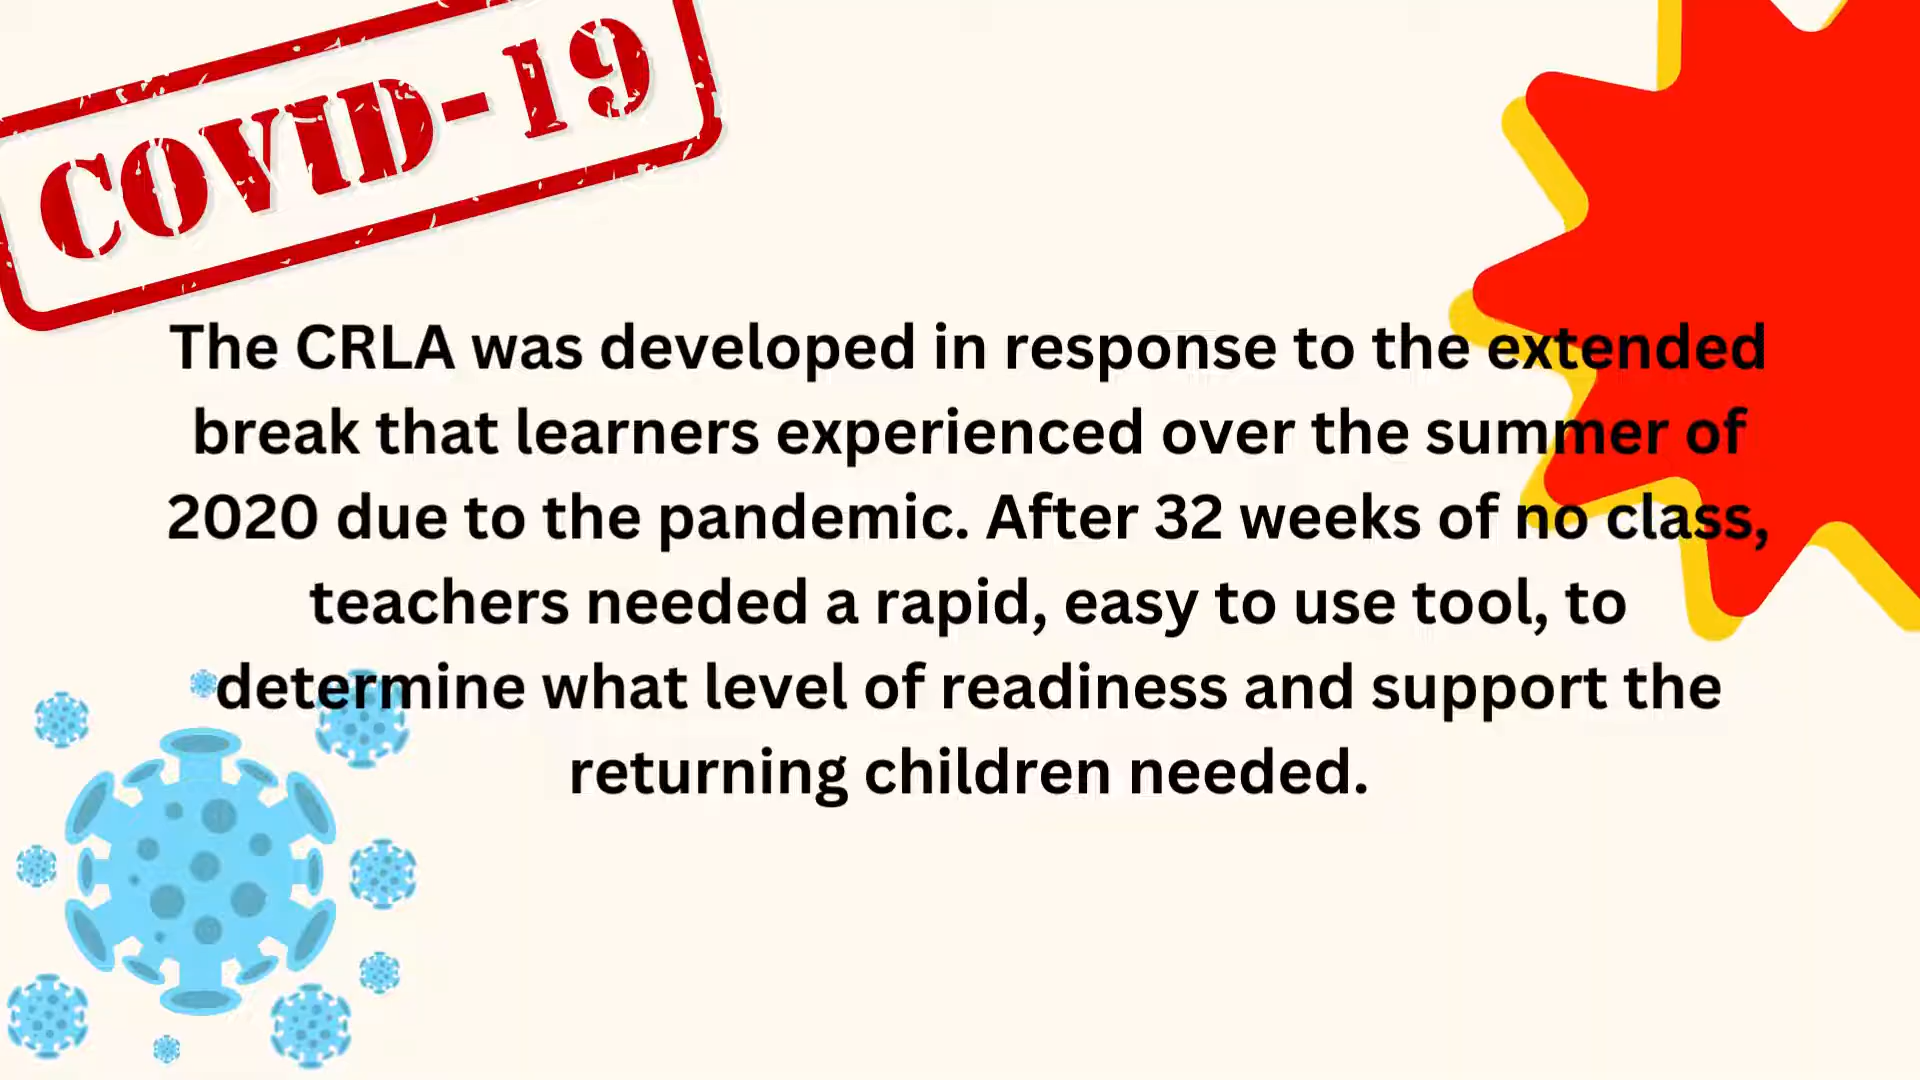 COVID-19
The CRLA was developed in response to the extended
break that learners experienced over the summer of
2020 due to the pandemic. After 32 weeks of no class,
teachers needed a rapid, easy to use tool, to
determine what level of readiness and support the
returning children needed.